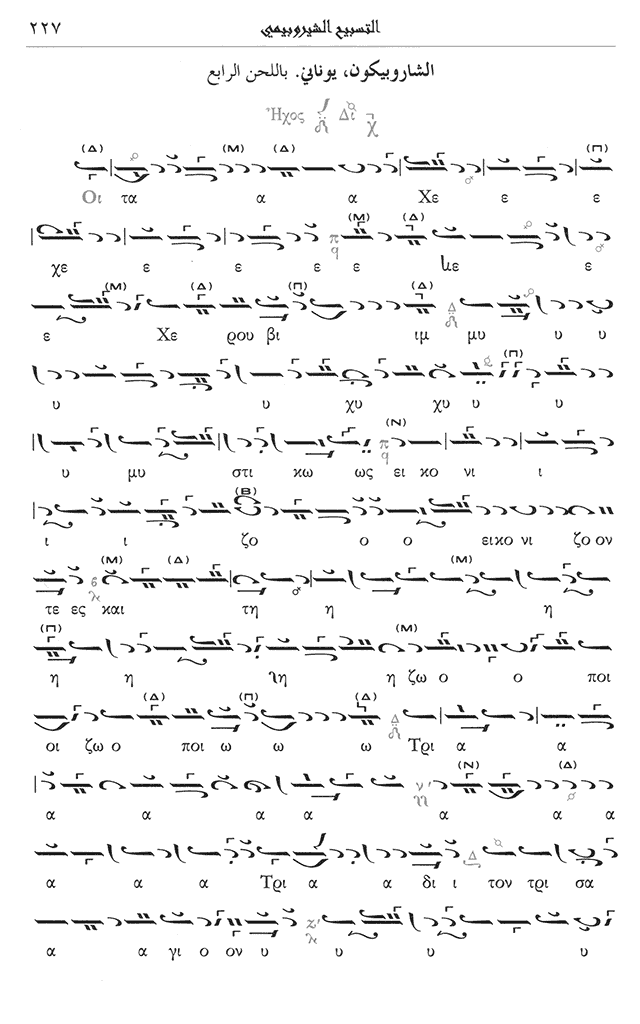 التسبيح الشيروبيمي ٢٢٧
الشاروبيكون، يوناني. باللحن الرابع
Ἦχος Δι
(Δ) (Μ) (Δ) (Π)
Οι τα α α Χε ε ε
(Μ) (Δ)
χε ε ε ε ε ε
(Μ) (Δ) (Π) (Δ)
ε Χε ρου βι ιμ μυ υ υ
(Π)
υ υ χυ χυ υ υ
(Ν)
υ μυ στι κω ως ει κο νι ι
(Β)
ι ι ζο ο ο εικο νι ζο ον
(Μ) (Δ) (Μ)
τε ες και τη η η
(Π) (Μ)
η η η η ζω ο ο ποι
(Δ) (Π) (Δ)
οι ζω ο ποι ω ω ω Τρι α α
(Ν) (Δ)
α α α α α α α
α α α Τρι α α δι ι τον τρι σα
α α γι ο ον υ υ υ υ